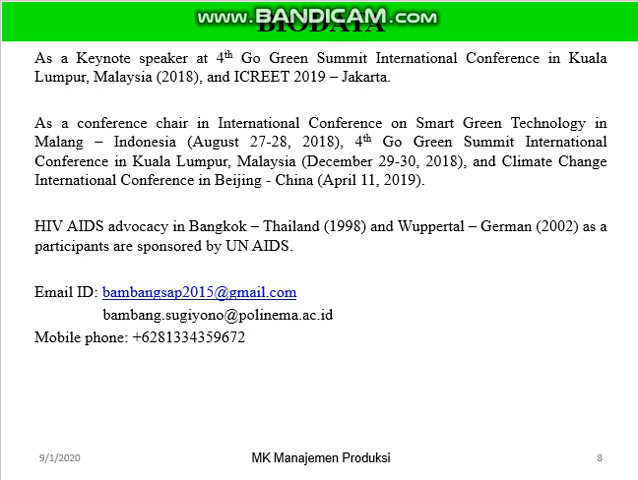 www.BANDICAM.com
BIODATA
As a Keynote speaker at 4th Go Green Summit International Conference in Kuala
Lumpur, Malaysia (2018), and ICREET 2019 – Jakarta.
As a conference chair in International Conference on Smart Green Technology in
Malang – Indonesia (August 27-28, 2018), 4th Go Green Summit International
Conference in Kuala Lumpur, Malaysia (December 29-30, 2018), and Climate Change
International Conference in Beijing - China (April 11, 2019).
HIV AIDS advocacy in Bangkok – Thailand (1998) and Wuppertal – German (2002) as a
participants are sponsored by UN AIDS.
Email ID: bambangsap2015@gmail.com
bambang.sugiyono@polinema.ac.id
Mobile phone: +6281334359672
9/1/2020
MK Manajemen Produksi
8